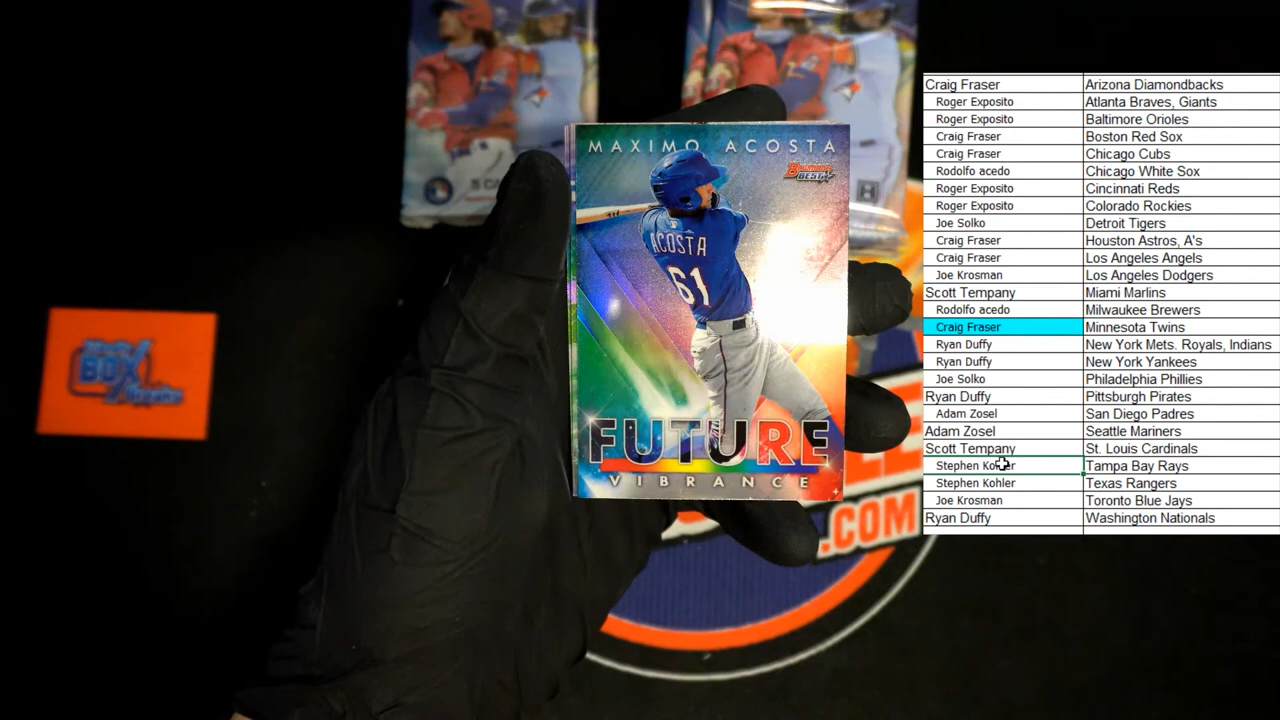 MAXIMO ACOSTA
Bowman's
BEST
ACOSTA
61
FUTURE
VIBRANCE
BOX
.COM
5 CA
Craig Fraser Arizona Diamondbacks
Roger Exposito Atlanta Braves, Giants
Roger Exposito Baltimore Orioles
Craig Fraser Boston Red Sox
Craig Fraser Chicago Cubs
Rodolfo acedo Chicago White Sox
Roger Exposito Cincinnati Reds
Roger Exposito Colorado Rockies
Joe Solko Detroit Tigers
Craig Fraser Houston Astros, A's
Craig Fraser Los Angeles Angels
Joe Krosman Los Angeles Dodgers
Scott Tempany Miami Marlins
Rodolfo acedo Milwaukee Brewers
Craig Fraser Minnesota Twins
Ryan Duffy New York Mets. Royals, Indians
Ryan Duffy New York Yankees
Joe Solko Philadelphia Phillies
Ryan Duffy Pittsburgh Pirates
Adam Zosel San Diego Padres
Adam Zosel Seattle Mariners
Scott Tempany St. Louis Cardinals
Stephen Kohler Tampa Bay Rays
Stephen Kohler Texas Rangers
Joe Krosman Toronto Blue Jays
Ryan Duffy Washington Nationals